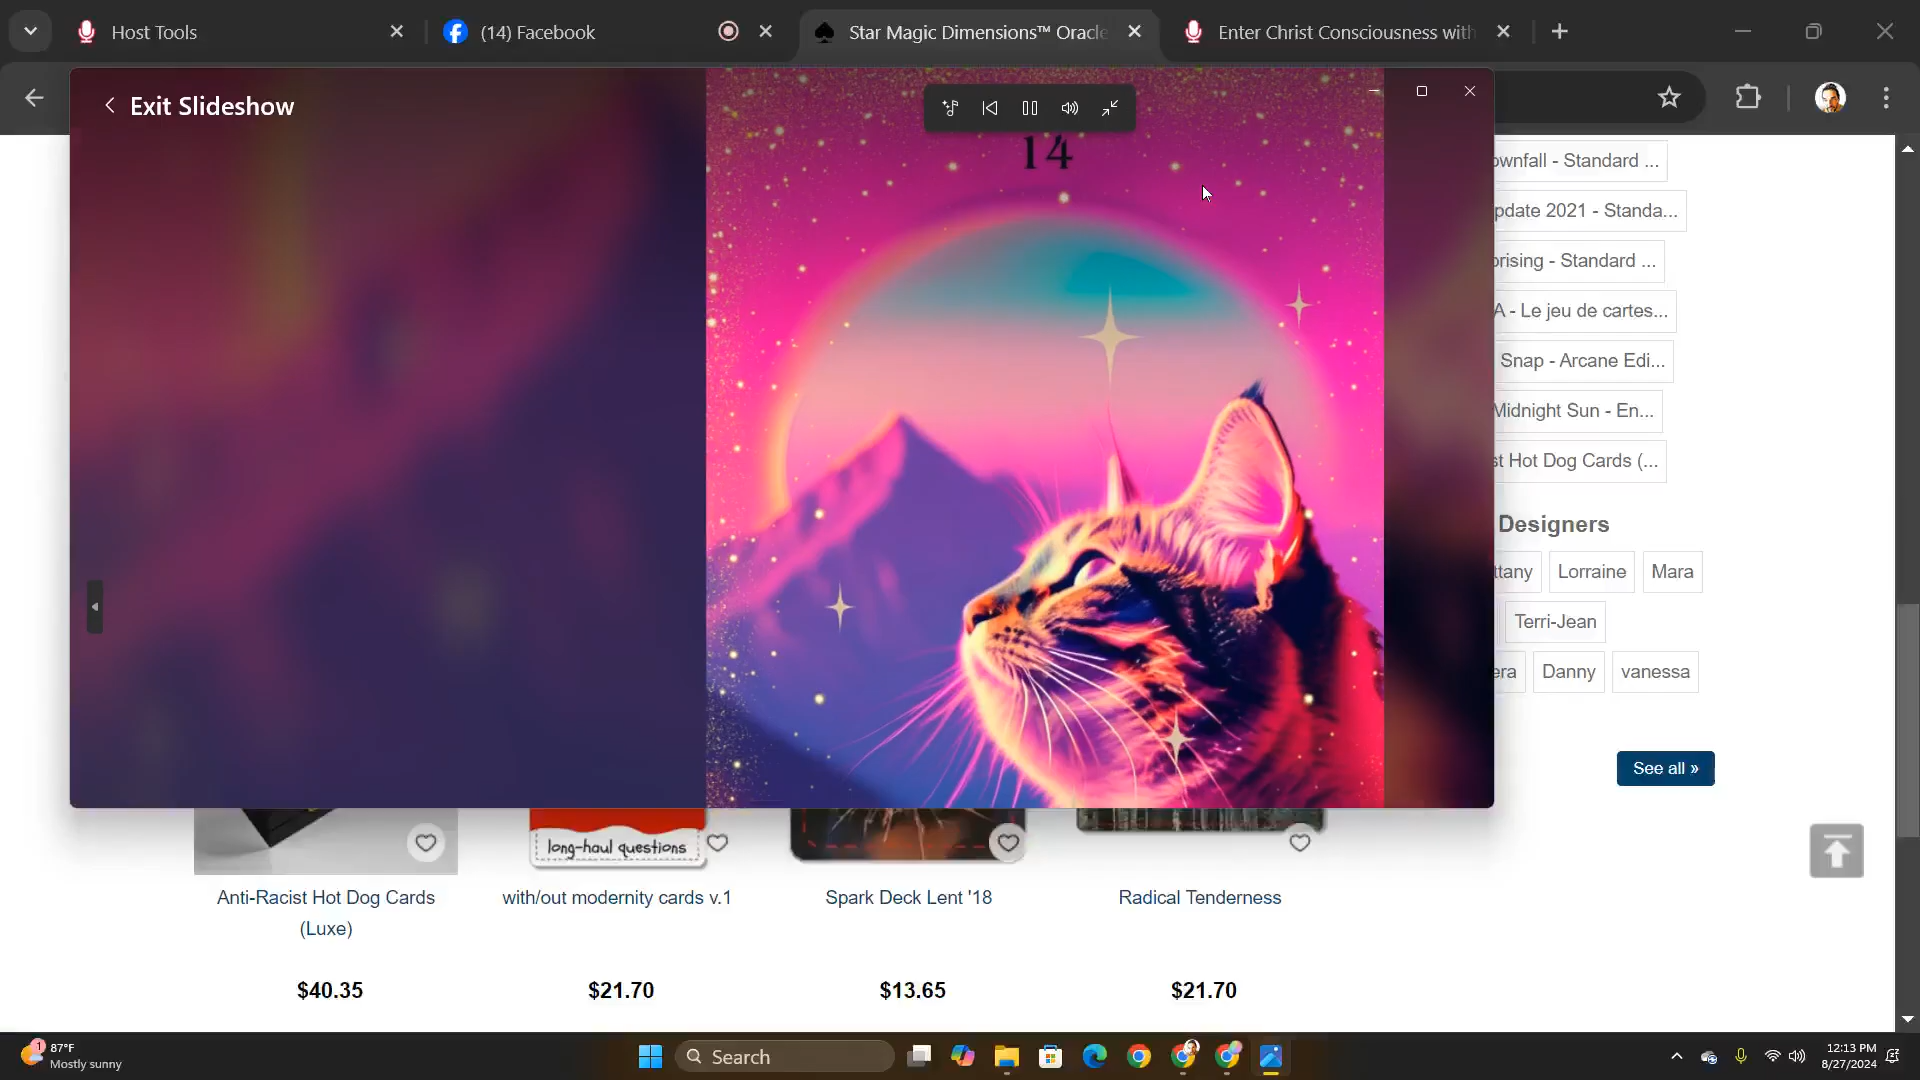 Host Tools
(14) Facebook
Star Magic Dimensions™ Oracle
Enter Christ Consciousness with
Exit Slideshow
14
ownfall - Standard ...
pdate 2021 - Standa...
prising - Standard ...
A - Le jeu de cartes...
Snap - Arcane Edi...
Midnight Sun - En...
st Hot Dog Cards (...
Designers
ttany
Lorraine
Mara
Terri-Jean
era
Danny
vanessa
See all »
long-haul questions
Anti-Racist Hot Dog Cards
(Luxe)
with/out modernity cards v.1
Spark Deck Lent '18
Radical Tenderness
$40.35
$21.70
$13.65
$21.70
1
87°F
Mostly sunny
Search
12:13 PM
8/27/2024